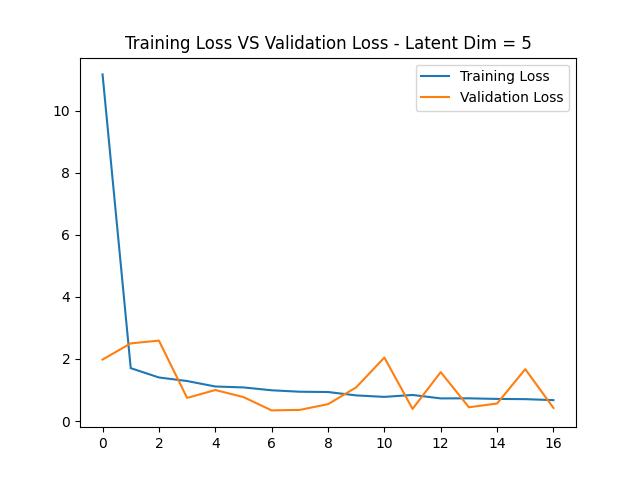 Training Loss VS Validation Loss - Latent Dim = 5
Training Loss
Validation Loss
10
8
6
4
2
0
0 2 4 6 8 10 12 14 16